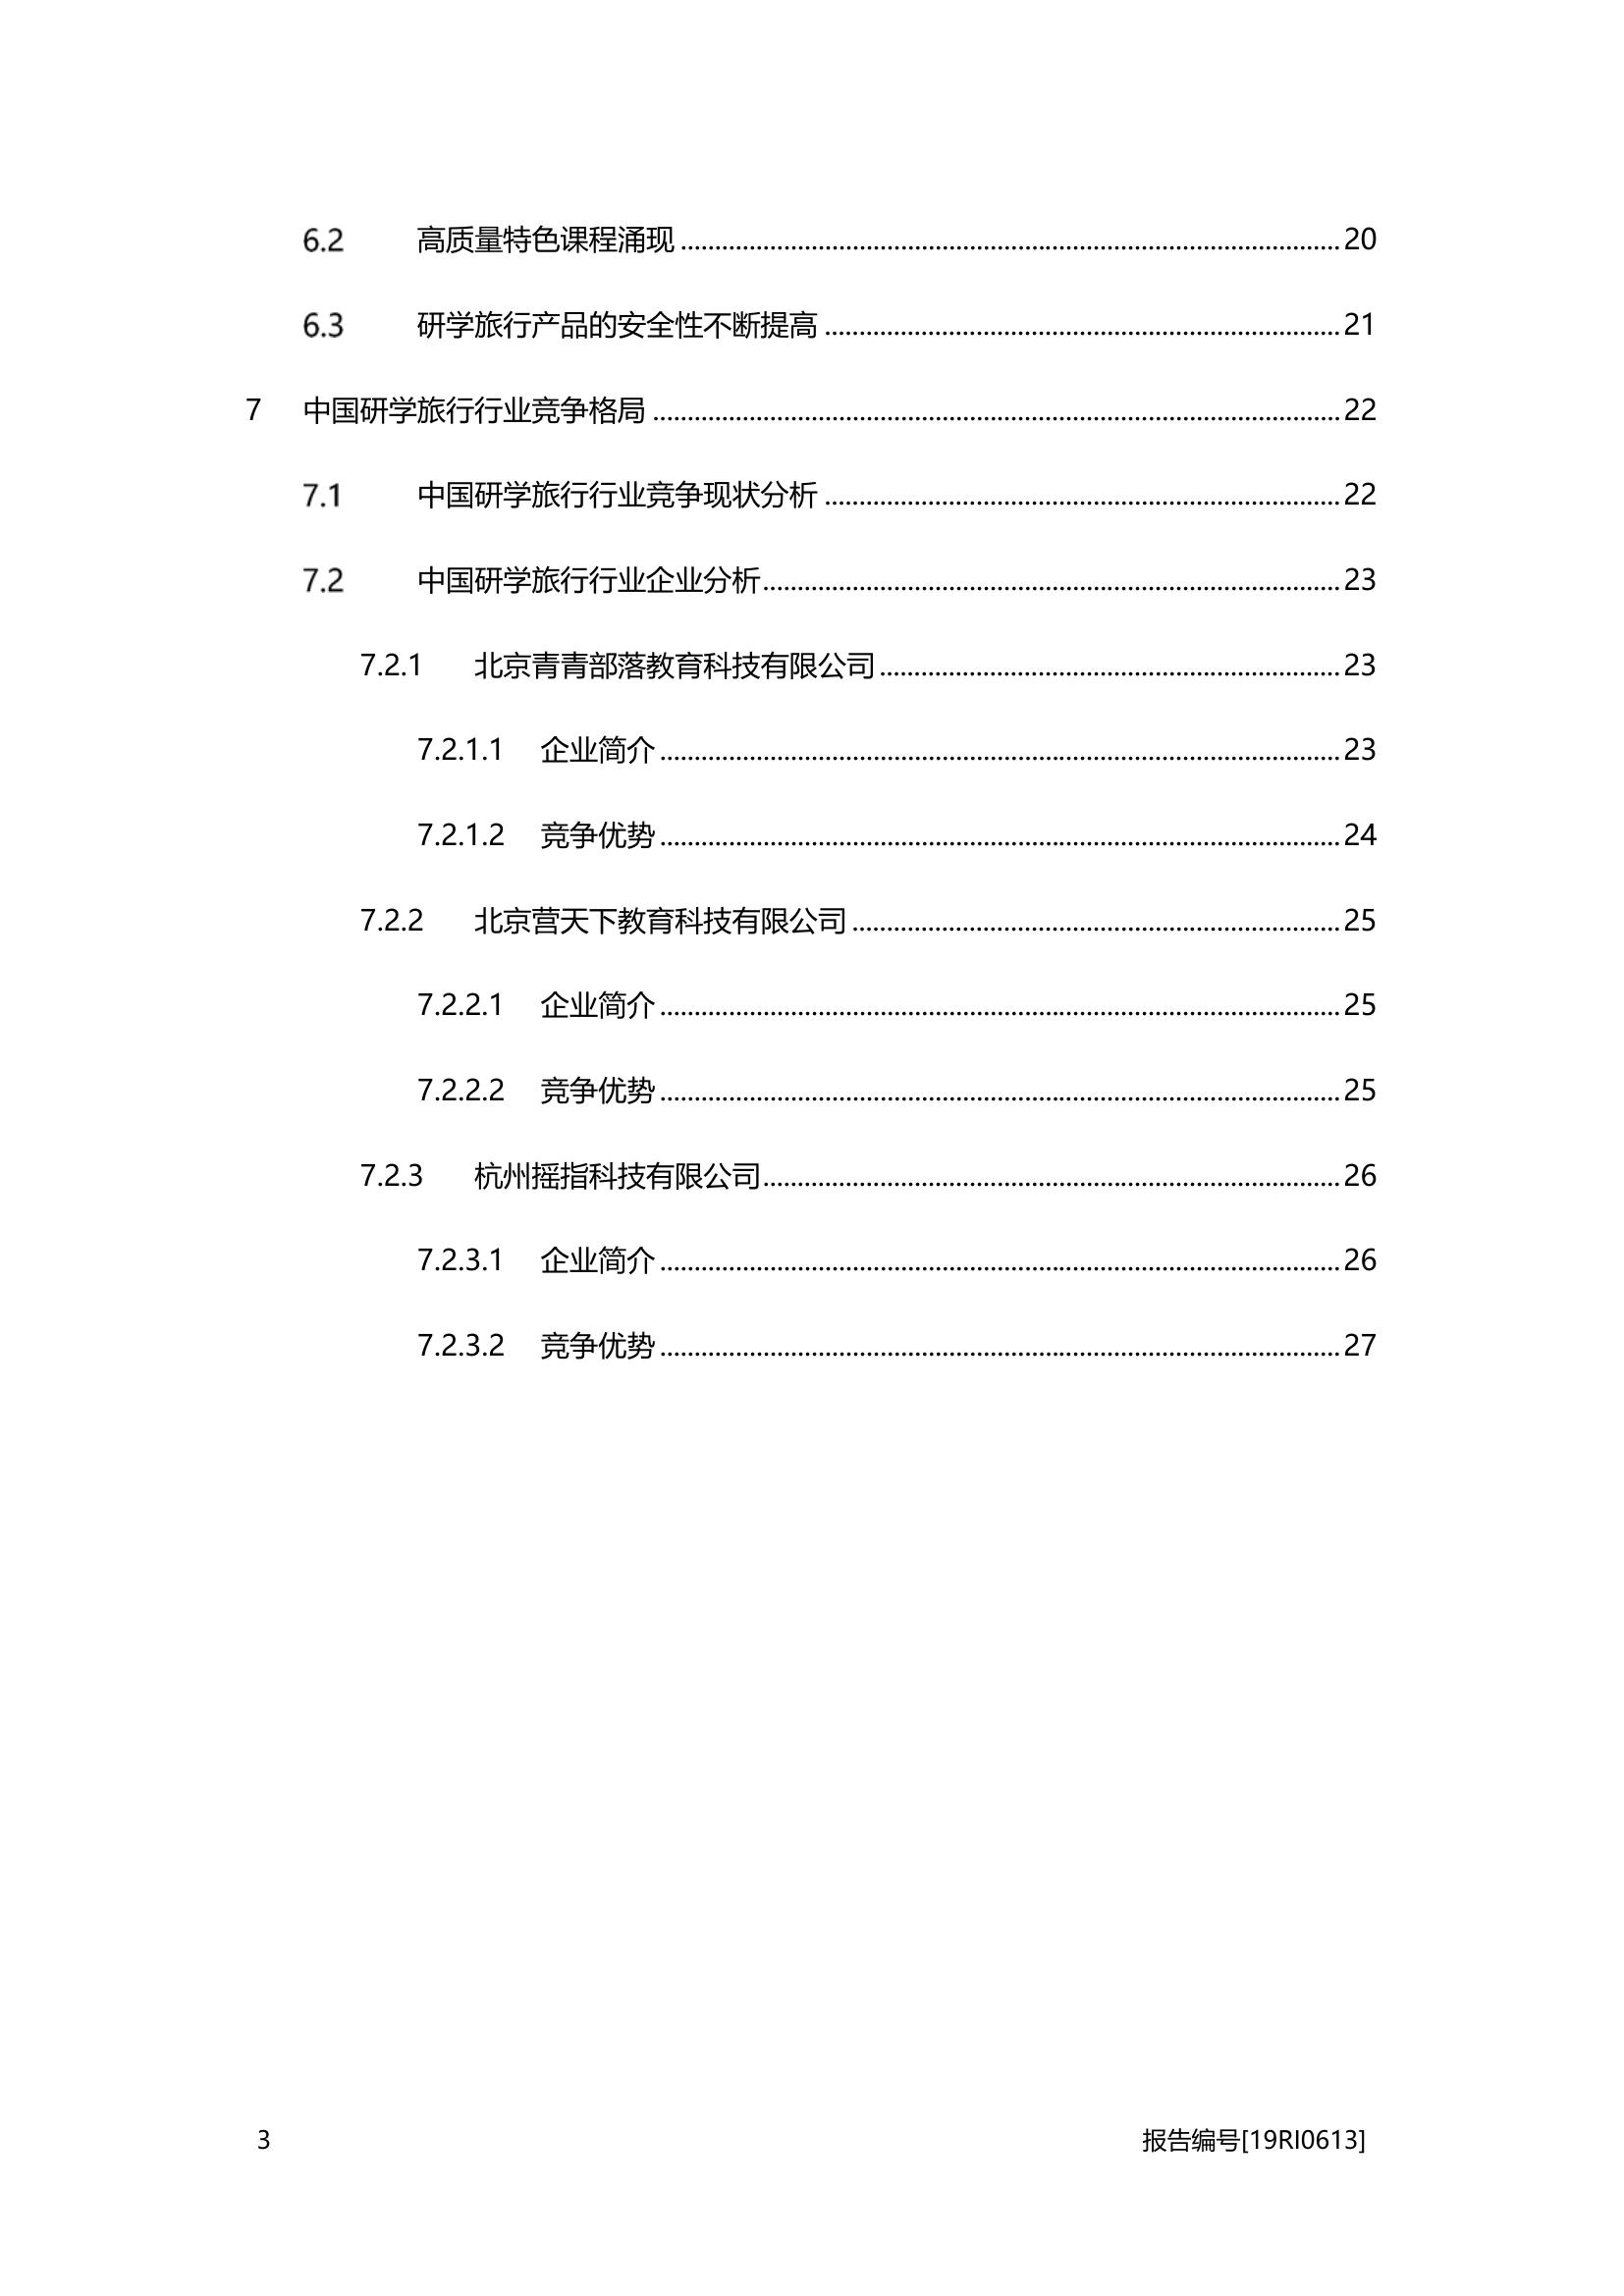 6.2 高质量特色课程涌现 ........................................ 20
6.3 研学旅行产品的安全性不断提高 ........................................ 21
7 中国研学旅行行业竞争格局 ........................................ 22
7.1 中国研学旅行行业竞争现状分析 ........................................ 22
7.2 中国研学旅行行业企业分析 ........................................ 23
7.2.1 北京青青部落教育科技有限公司 ........................................ 23
7.2.1.1 企业简介 ........................................ 23
7.2.1.2 竞争优势 ........................................ 24
7.2.2 北京营天下教育科技有限公司 ........................................ 25
7.2.2.1 企业简介 ........................................ 25
7.2.2.2 竞争优势 ........................................ 25
7.2.3 杭州摇指科技有限公司 ........................................ 26
7.2.3.1 企业简介 ........................................ 26
7.2.3.2 竞争优势 ........................................ 27
3 报告编号[19RI0613]